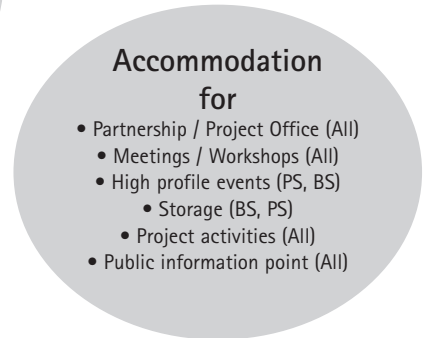 Accommodation
for
• Partnership / Project Office (All)
• Meetings / Workshops (All)
• High profile events (PS, BS)
• Storage (BS, PS)
• Project activities (All)
• Public information point (All)